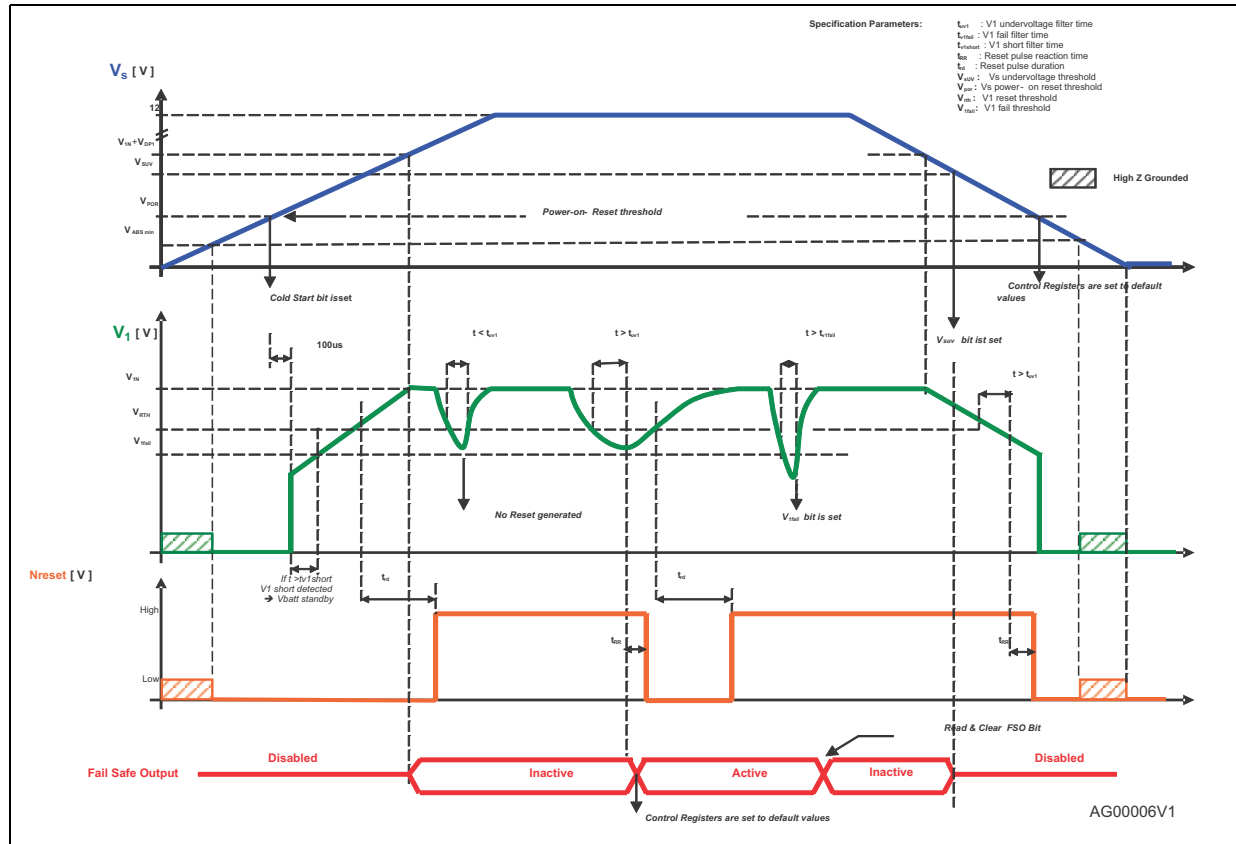 Specification Parameters:
tuv1 : V1 undervoltage filter time
tv1fail : V1 fail filter time
tv1short : V1 short filter time
tRR : Reset pulse reaction time
trd : Reset pulse duration
VsUV : Vs undervoltage threshold
Vpor : Vs power- on reset threshold
Vrth : V1 reset threshold
V1fail : V1 fail threshold
Vs [ V ]
12
V1N + VDP1
VSUV
VPOR
VABS min
Power-on- Reset threshold
High Z Grounded
Cold Start bit isset
Control Registers are set to default
values
Vsuv bit ist set
V1 [ V ]
100us
t < tuv1
t > tuv1
t > tv1fail
t > tuv1
V1N
VRTH
V1fail
No Reset generated
V1fail bit is set
If t >tv1short
V1 short detected
➔ Vbatt standby
Nreset [ V ]
trd
trd
High
tRR
tRR
Low
Read & Clear FSO Bit
Fail Safe Output
Disabled
Inactive
Active
Inactive
Disabled
Control Registers are set to default values
AG00006V1